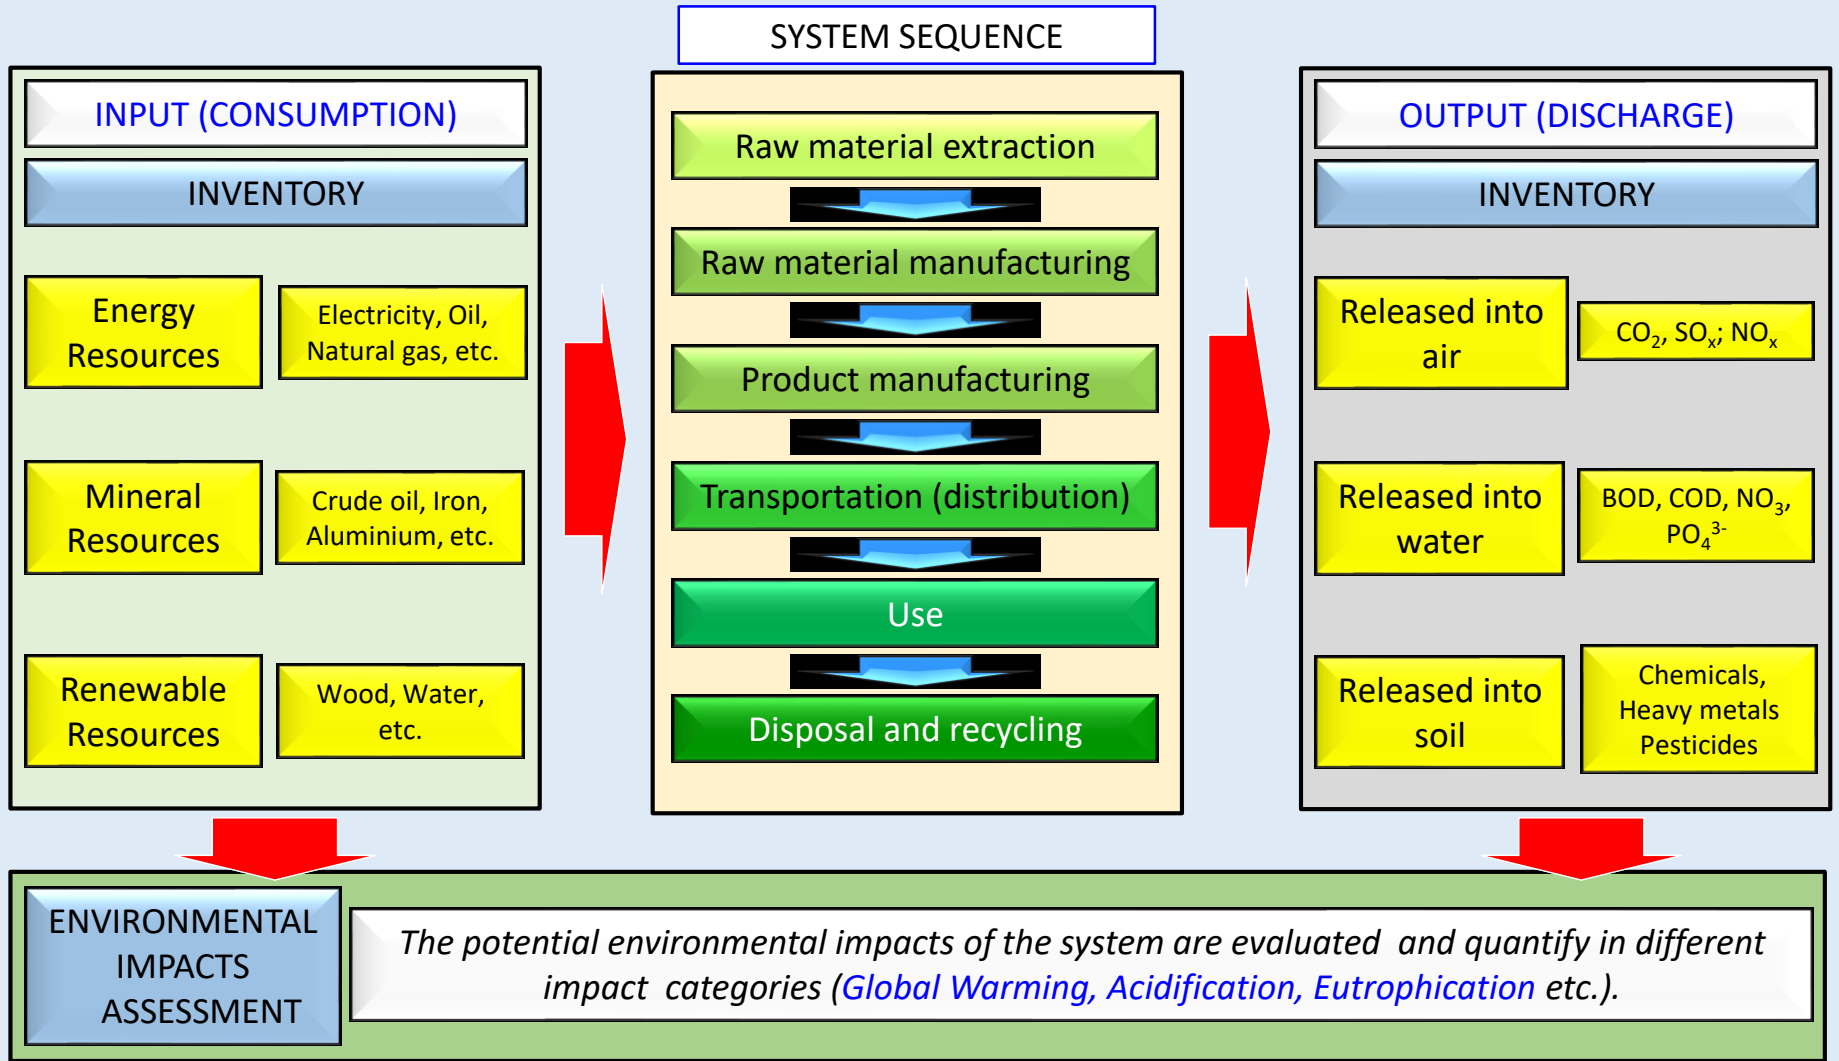 SYSTEM SEQUENCE
INPUT (CONSUMPTION)
INVENTORY
Energy
Resources
Electricity, Oil,
Natural gas, etc.
Mineral
Resources
Crude oil, Iron,
Aluminium, etc.
Renewable
Resources
Wood, Water,
etc.
Raw material extraction
Raw material manufacturing
Product manufacturing
Transportation (distribution)
Use
Disposal and recycling
OUTPUT (DISCHARGE)
INVENTORY
Released into
air
CO₂, SOₓ; NOₓ
Released into
water
BOD, COD, NO₃,
PO₄³⁻
Released into
soil
Chemicals,
Heavy metals
Pesticides
ENVIRONMENTAL
IMPACTS
ASSESSMENT
The potential environmental impacts of the system are evaluated and quantify in different
impact categories (Global Warming, Acidification, Eutrophication etc.).